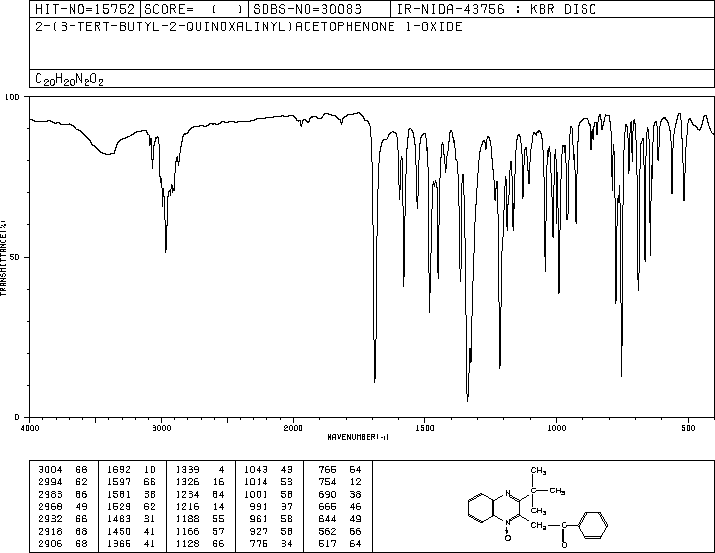 HIT-NO=15752 SCORE= ( ) SDBS-NO=30083 IR-NIDA-43756 : KBR DISC
2-(3-TERT-BUTYL-2-QUINOXALINYL)ACETOPHENONE 1-OXIDE
C20H20N2O2
100
50
0
TRANSMITTANCE(%)
4000 3000 2000 1500 1000 500
WAVENUMBER(-1)
3004 68 1692 10 1339 4 1043 43 766 64
2994 62 1597 66 1326 16 1014 53 754 12
2983 66 1581 38 1234 64 1001 58 690 38
2968 49 1529 62 1216 14 991 37 665 46
2932 66 1483 31 1188 55 961 58 644 49
2918 68 1450 41 1166 57 927 58 562 66
2906 68 1366 41 1128 66 776 34 517 64
CH3
N C CH3
CH3
N CH2 C
O O